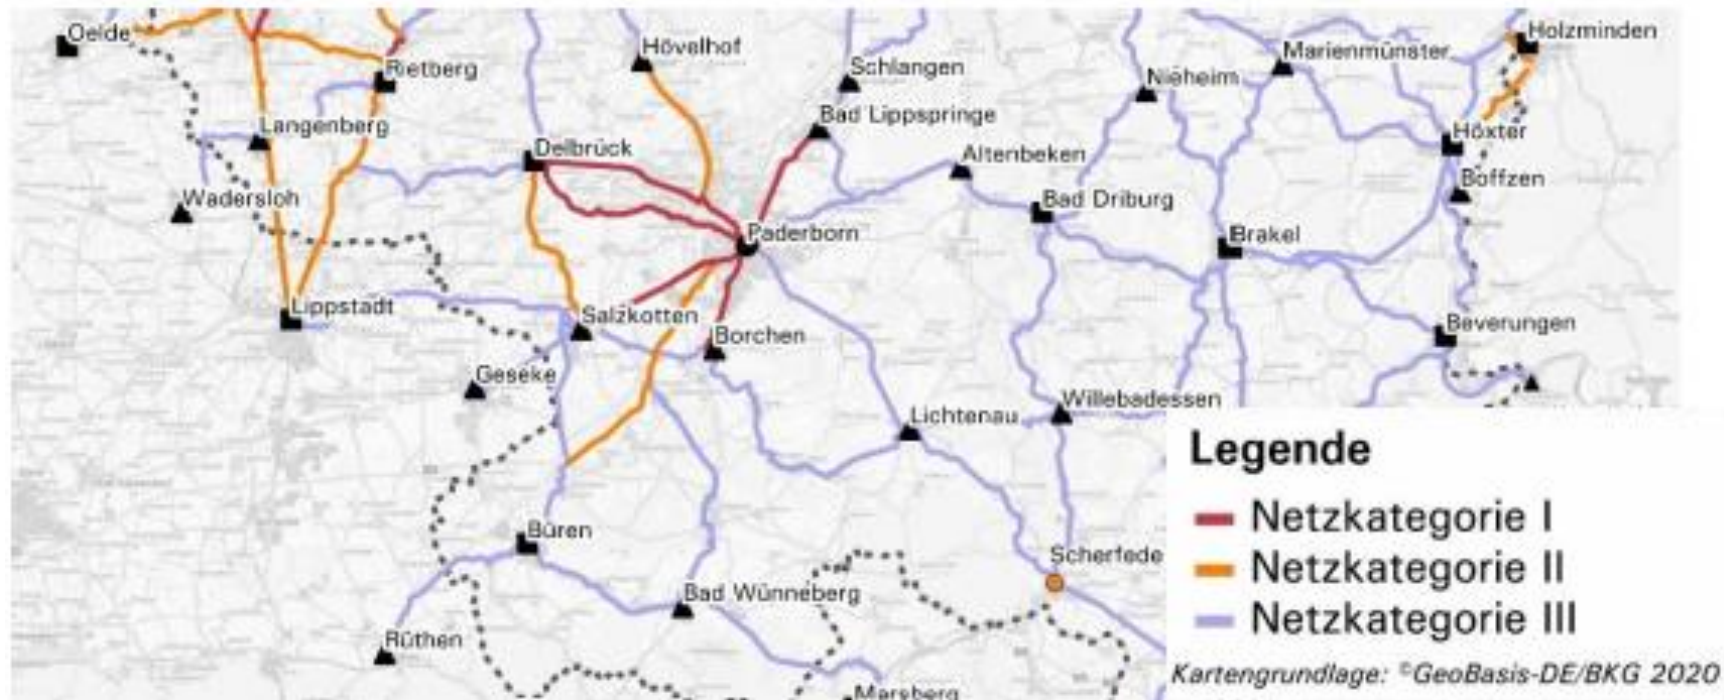 Oelde
Hövelhof
Holzminden
Marienmünster
Rietberg
Schlangen
Nieheim
Langenberg
Bad Lippspringe
Höxter
Delbrück
Altenbeken
Boffzen
Wadersloh
Bad Driburg
Paderborn
Brakel
Lippstadt
Salzkotten
Beverungen
Borchen
Geseke
Willebadessen
Lichtenau
Legende
Netzkategorie I
Büren
Scherfede
Netzkategorie II
Bad Wünneberg
Netzkategorie III
Rüthen
Kartengrundlage: ©GeoBasis-DE/BKG 2020
Marsberg